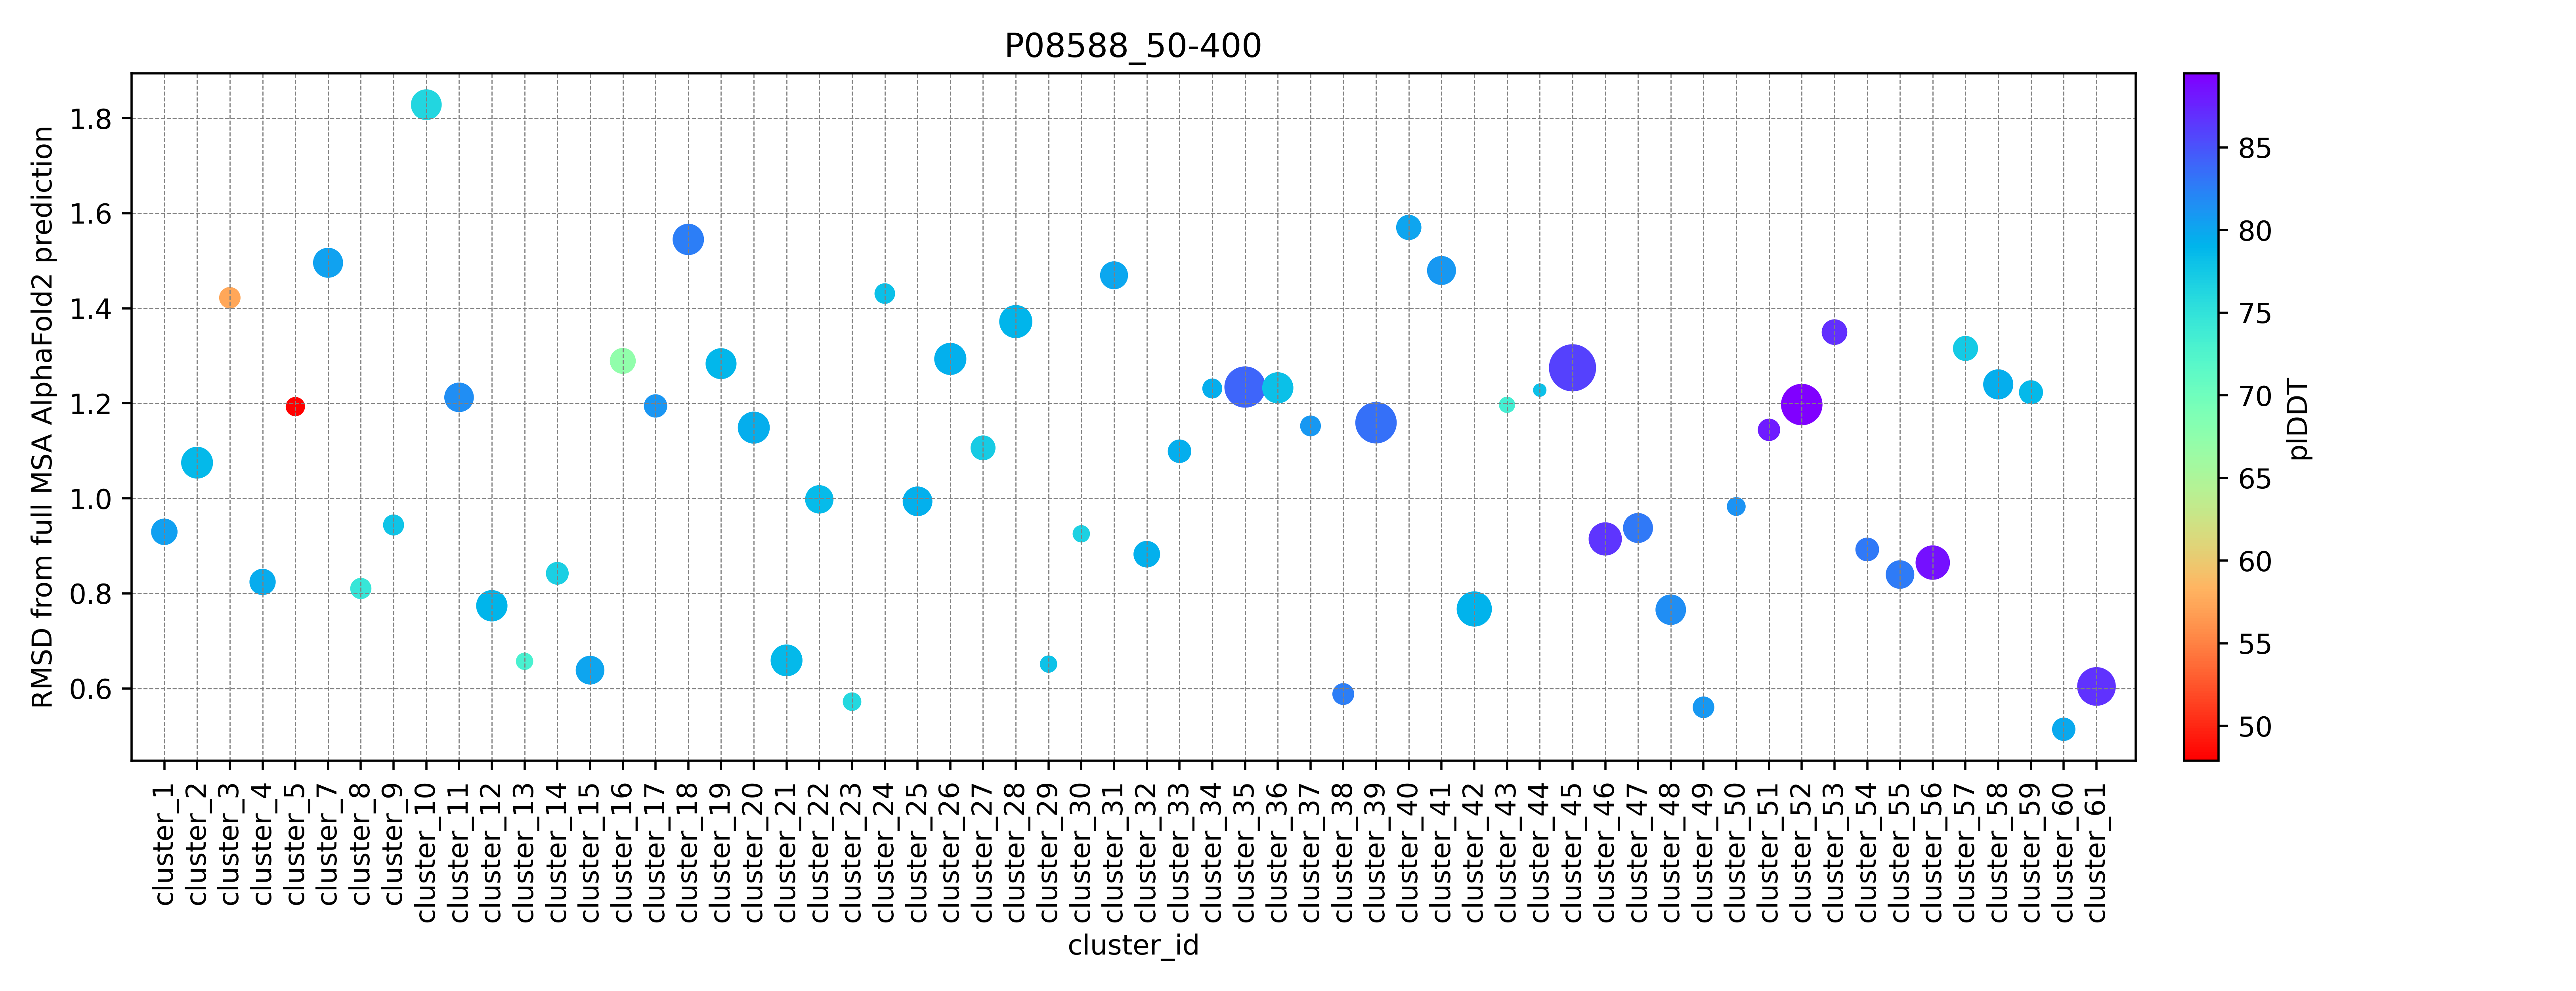 P08588_50-400
RMSD from full MSA AlphaFold2 prediction
1.8
1.6
1.4
1.2
1.0
0.8
0.6
cluster_1
cluster_2
cluster_3
cluster_4
cluster_5
cluster_7
cluster_8
cluster_9
cluster_10
cluster_11
cluster_12
cluster_13
cluster_14
cluster_15
cluster_16
cluster_17
cluster_18
cluster_19
cluster_20
cluster_21
cluster_22
cluster_23
cluster_24
cluster_25
cluster_26
cluster_27
cluster_28
cluster_29
cluster_30
cluster_31
cluster_32
cluster_33
cluster_34
cluster_35
cluster_36
cluster_37
cluster_38
cluster_39
cluster_40
cluster_41
cluster_42
cluster_43
cluster_44
cluster_45
cluster_46
cluster_47
cluster_48
cluster_49
cluster_50
cluster_51
cluster_52
cluster_53
cluster_54
cluster_55
cluster_56
cluster_57
cluster_58
cluster_59
cluster_60
cluster_61
cluster_id
85
80
75
70
65
60
55
50
plDDT